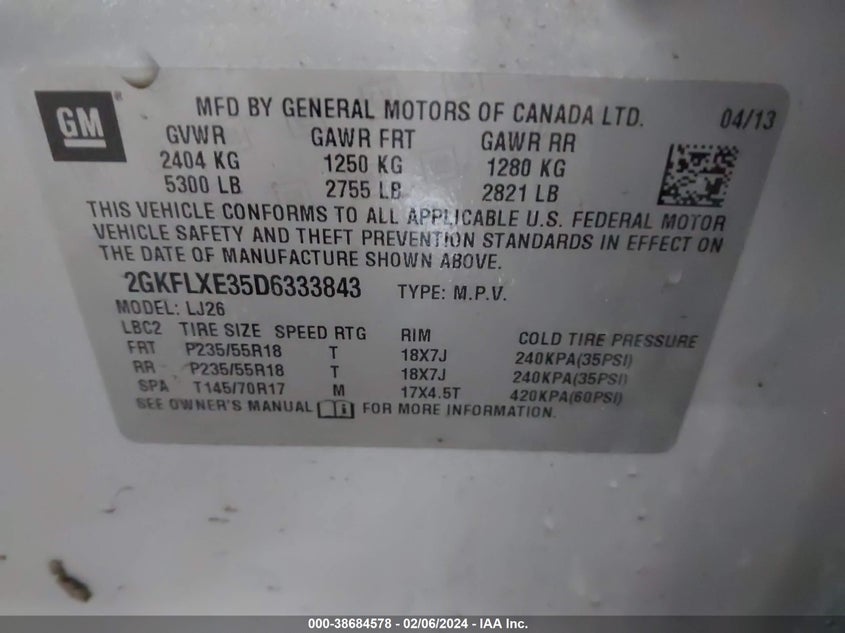 GM ®
MFD BY GENERAL MOTORS OF CANADA LTD. 04/13
GVWR GAWR FRT GAWR RR
2404 KG 1250 KG 1280 KG
5300 LB 2755 LB 2821 LB
THIS VEHICLE CONFORMS TO ALL APPLICABLE U.S. FEDERAL MOTOR
VEHICLE SAFETY AND THEFT PREVENTION STANDARDS IN EFFECT ON
THE DATE OF MANUFACTURE SHOWN ABOVE.
2GKFLXE35D6333843 TYPE: M.P.V.
MODEL: LJ26
LBC2 TIRE SIZE SPEED RTG RIM COLD TIRE PRESSURE
FRT P235/55R18 T 18X7J 240KPA(35PSI)
RR P235/55R18 T 18X7J 240KPA(35PSI)
SPA T145/70R17 M 17X4.5T 420KPA(60PSI)
SEE OWNER'S MANUAL FOR MORE INFORMATION.
000-38684578 - 02/06/2024 - IAA Inc.